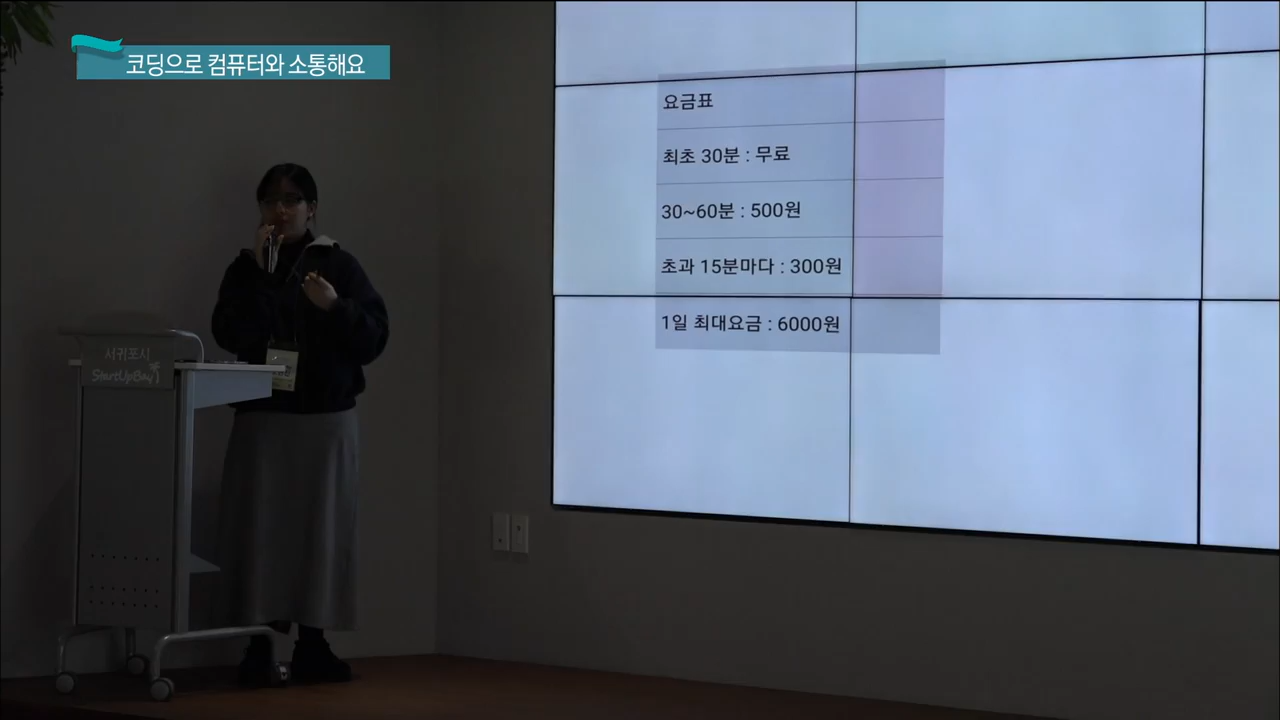 코딩으로 컴퓨터와 소통해요
요금표
최초 30분 : 무료
30~60분 : 500원
초과 15분마다 : 300원
1일 최대요금 : 6000원
서귀포시
StartUpBay